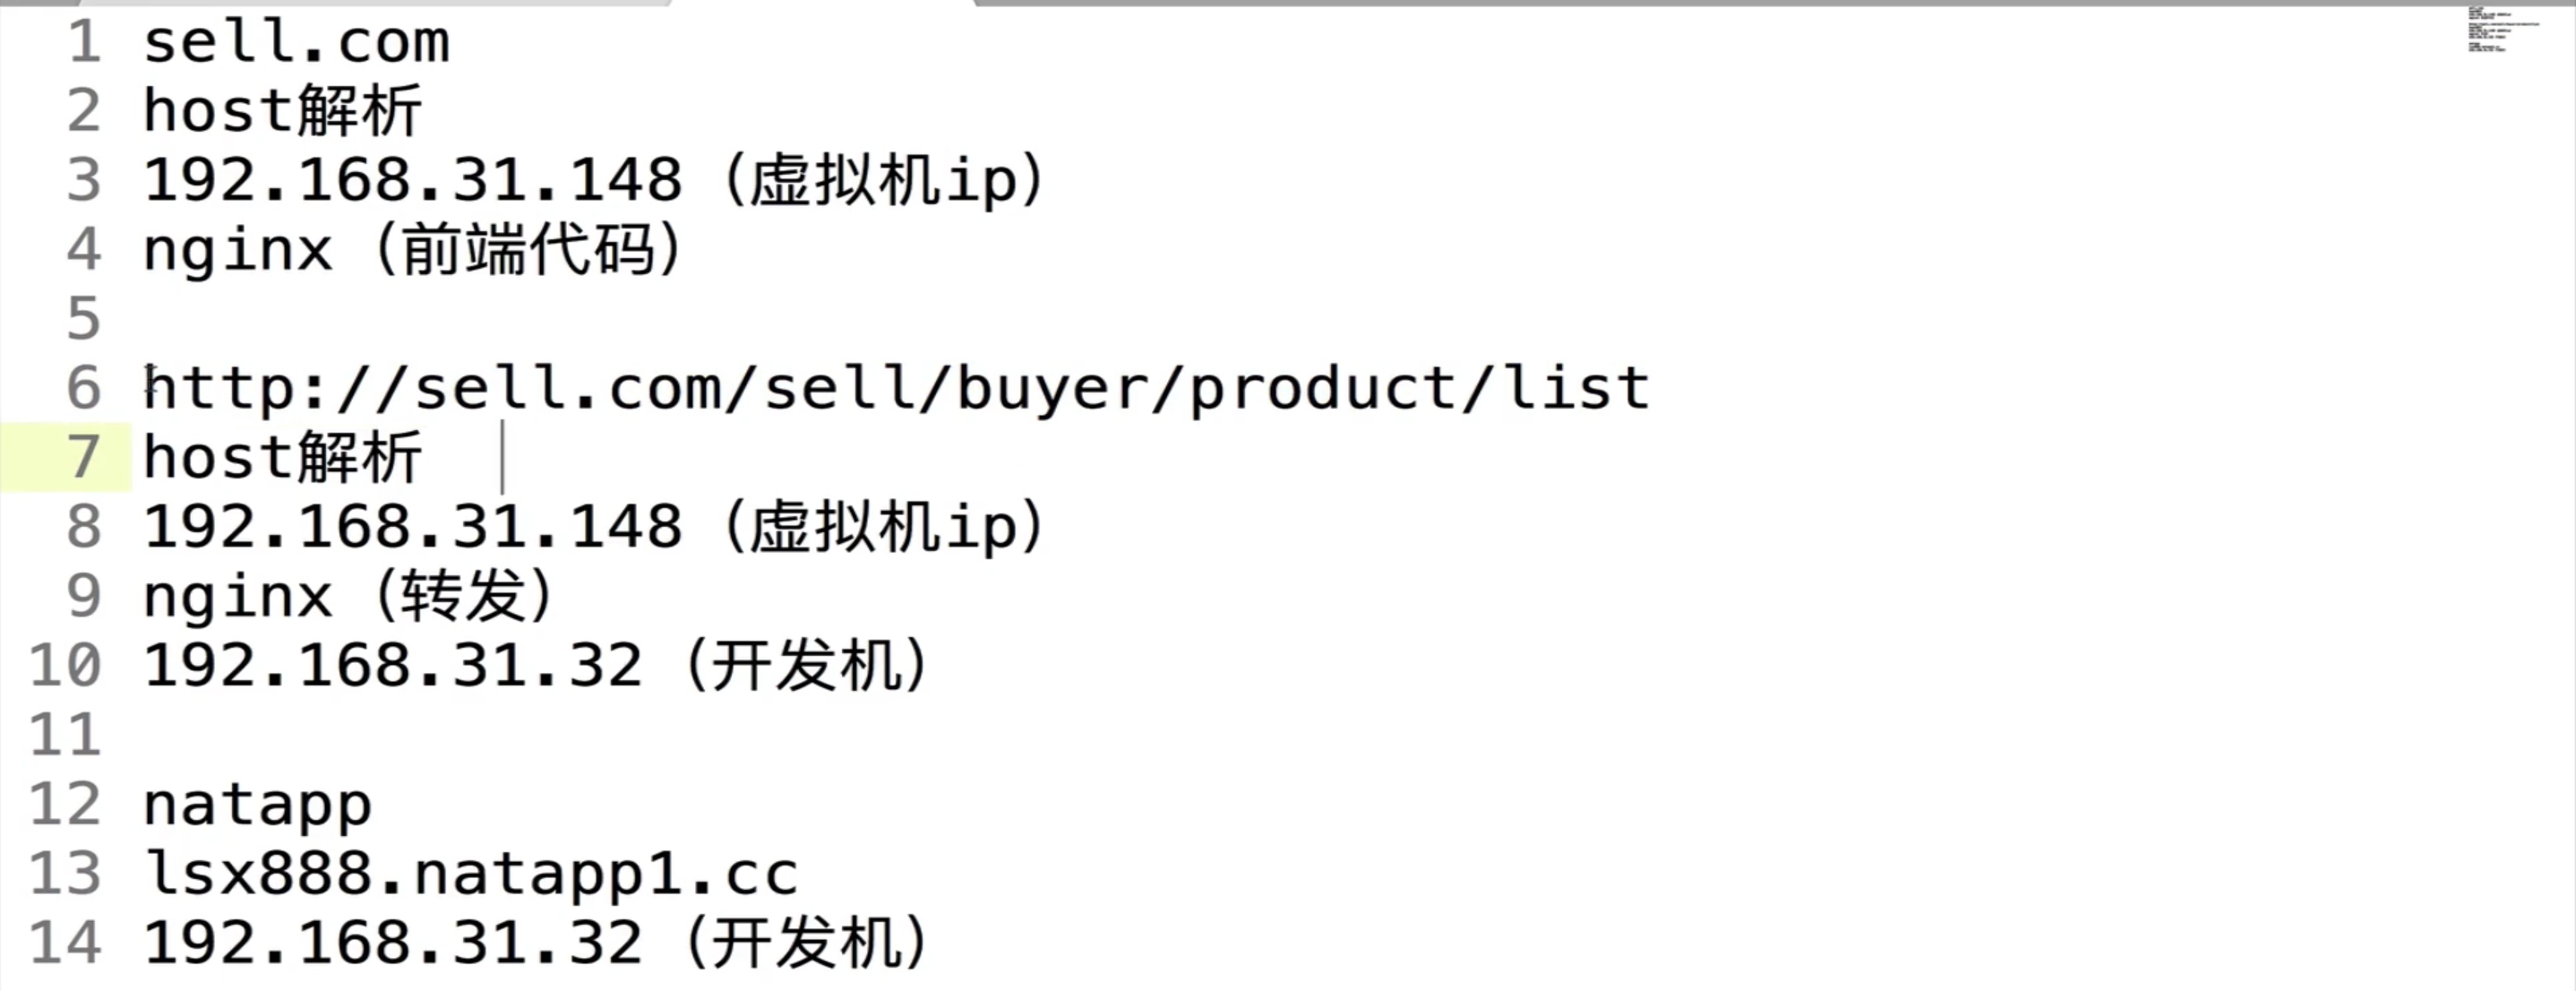 1 sell.com
2 host解析
3 192.168.31.148（虚拟机ip）
4 nginx（前端代码）
5
6 http://sell.com/sell/buyer/product/list
7 host解析
8 192.168.31.148（虚拟机ip）
9 nginx（转发）
10 192.168.31.32（开发机）
11
12 natapp
13 lsx888.natapp1.cc
14 192.168.31.32（开发机）